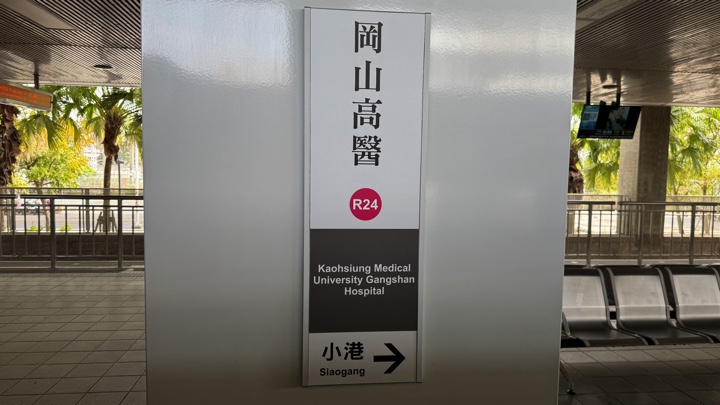 岡山高醫
R24
Kaohsiung Medical
University Gangshan
Hospital
小港
Siaogang